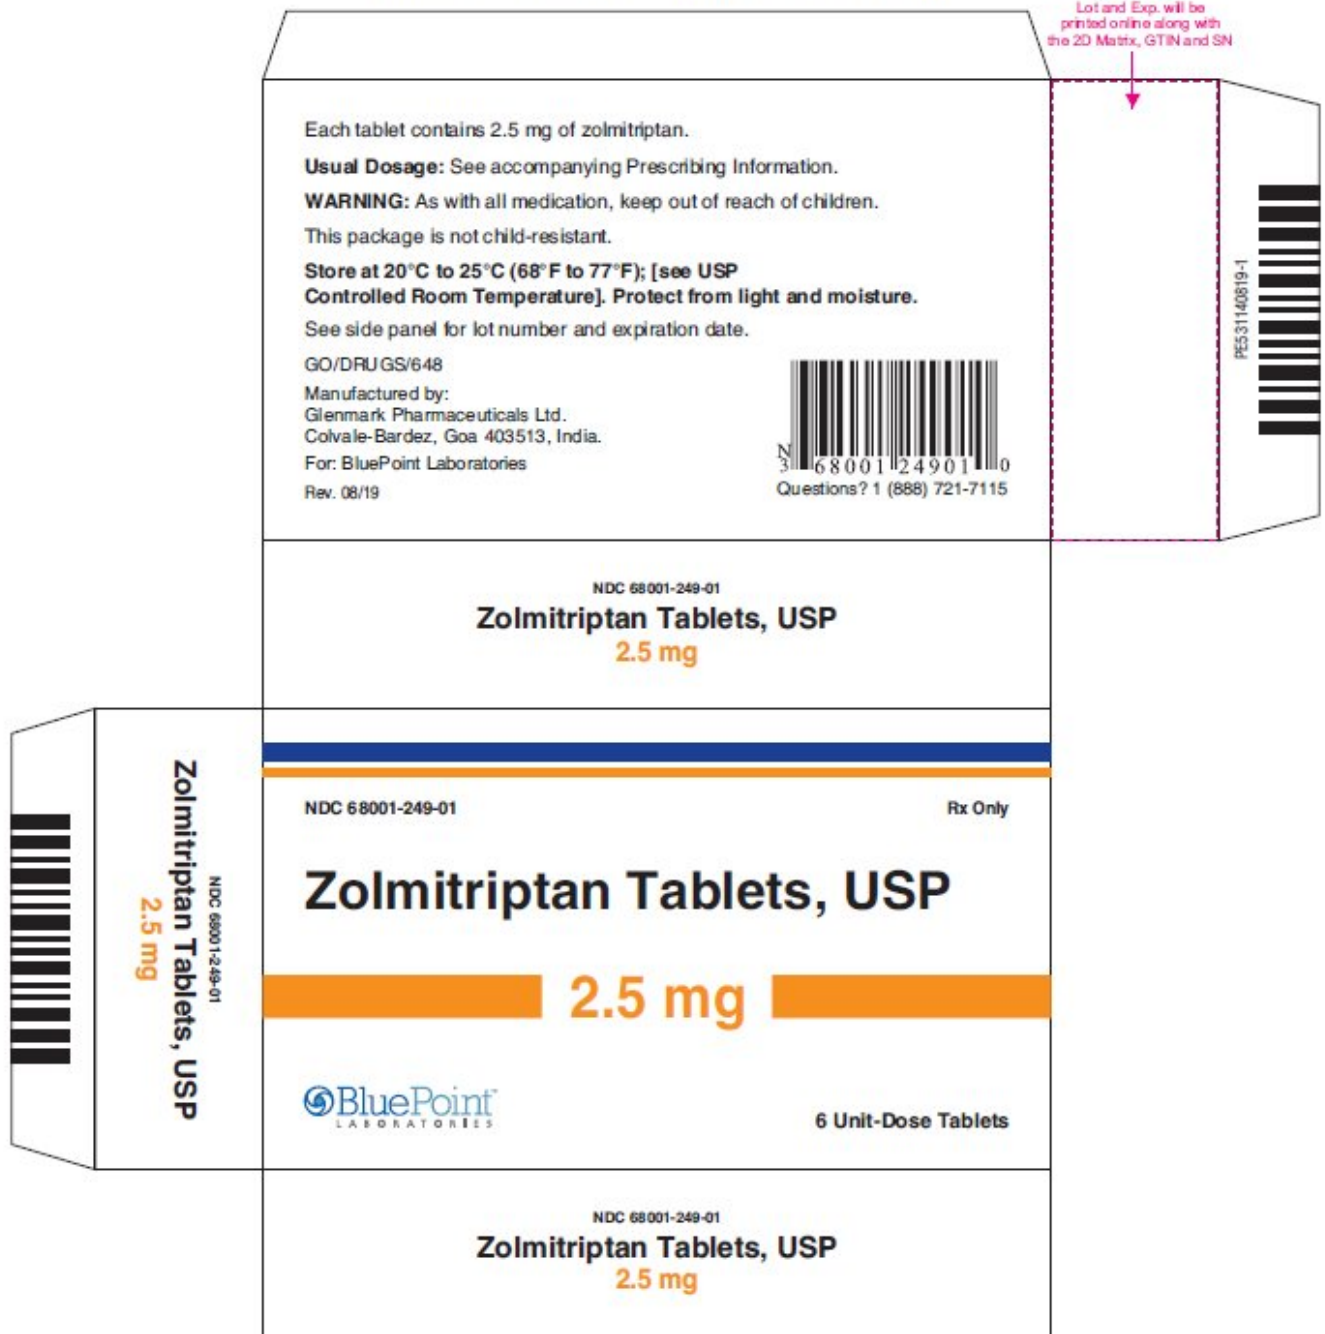 Lot and Exp. will be
printed online along with
the 2D Matrix, GTIN and SN
Each tablet contains 2.5 mg of zolmitriptan.
Usual Dosage: See accompanying Prescribing Information.
WARNING: As with all medication, keep out of reach of children.
This package is not child-resistant.
Store at 20°C to 25°C (68°F to 77°F); [see USP
Controlled Room Temperature]. Protect from light and moisture.
See side panel for lot number and expiration date.
GO/DRUGS/648
Manufactured by:
Glenmark Pharmaceuticals Ltd.
Colvale-Bardez, Goa 403513, India.
For: BluePoint Laboratories
Rev. 08/19
N
3 68001 24901 0
Questions? 1 (888) 721-7115
PE531140819-1
NDC 68001-249-01
Zolmitriptan Tablets, USP
2.5 mg
NDC 68001-249-01
Zolmitriptan Tablets, USP
2.5 mg
NDC 68001-249-01
Rx Only
Zolmitriptan Tablets, USP
2.5 mg
BluePoint™
LABORATORIES
6 Unit-Dose Tablets
NDC 68001-249-01
Zolmitriptan Tablets, USP
2.5 mg